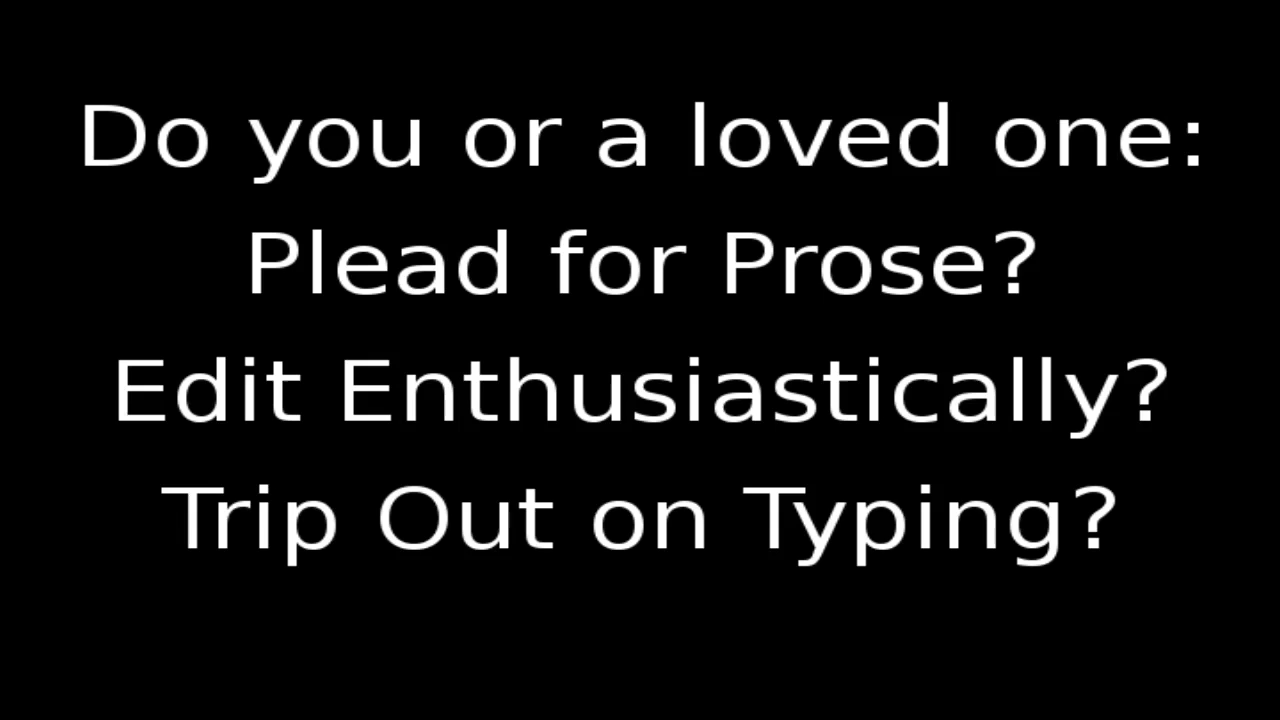 Do you or a loved one:
Plead for Prose?
Edit Enthusiastically?
Trip Out on Typing?